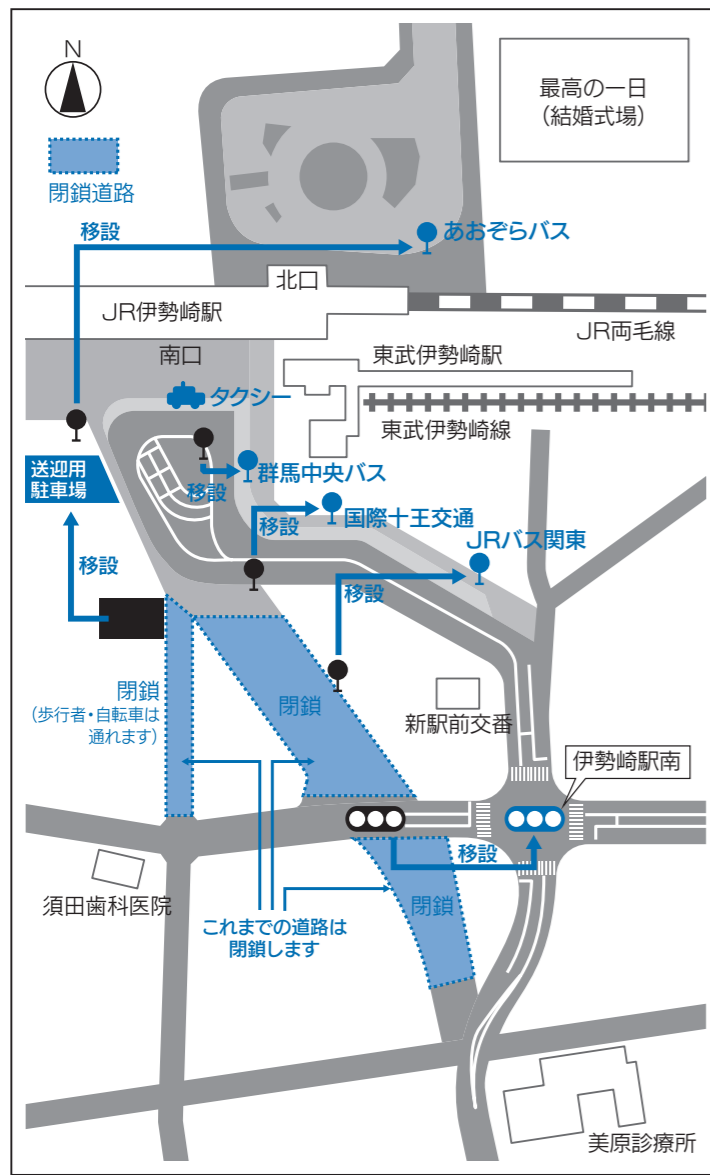 N
最高の一日
(結婚式場)
閉鎖道路
移設
あおぞらバス
北口
JR伊勢崎駅
JR両毛線
南口
東武伊勢崎駅
タクシー
東武伊勢崎線
送迎用
駐車場
群馬中央バス
移設
国際十王交通
移設
JRバス関東
移設
移設
閉鎖
(歩行者・自転車は
通れます)
閉鎖
新駅前交番
伊勢崎駅南
移設
須田歯科医院
閉鎖
これまでの道路は
閉鎖します
美原診療所